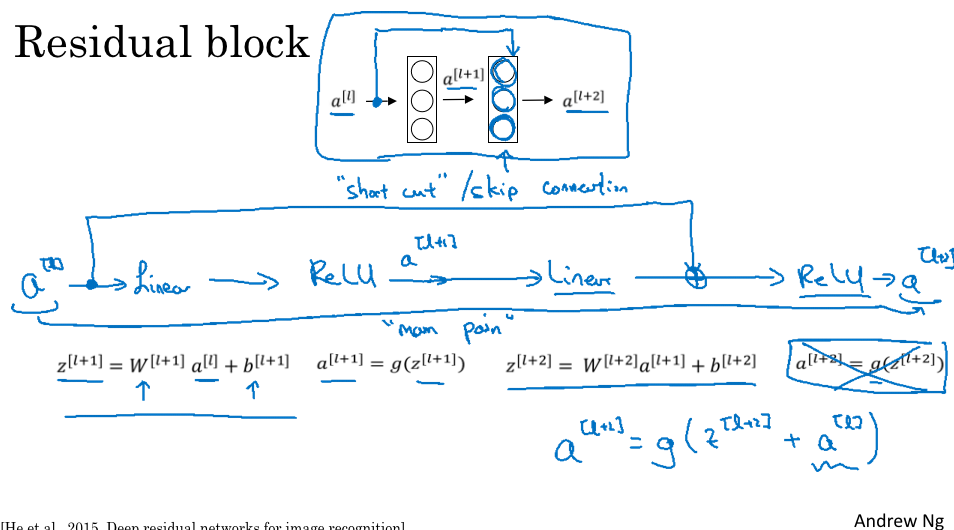 Residual block
a^[l] a^[l+1] a^[l+2]
"short cut" / skip connection
a^[l] Linear ReLU a^[l+1] Linear ReLU a^[l+2]
"main path"
z^[l+1] = W^[l+1] a^[l] + b^[l+1] a^[l+1] = g(z^[l+1]) z^[l+2] = W^[l+2]a^[l+1] + b^[l+2] a^[l+2] = g(z^[l+2])
a^[l+2] = g(z^[l+2] + a^[l])
[He et al., 2015. Deep residual networks for image recognition]
Andrew Ng